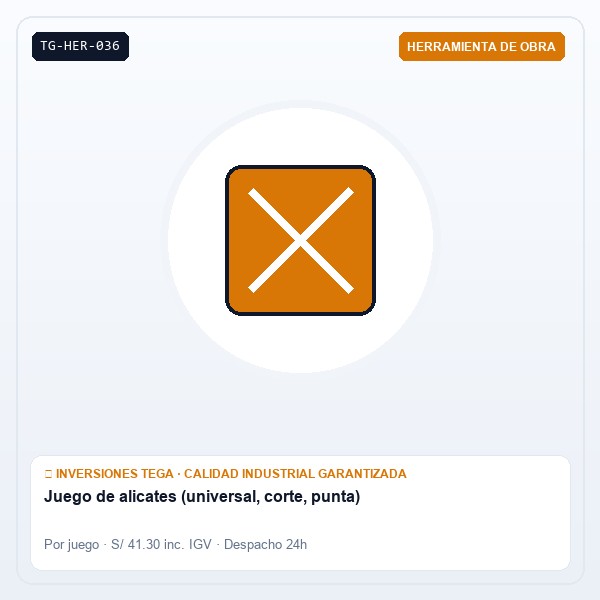 TG-HER-036
HERRAMIENTA DE OBRA
INVERSIONES TEGA · CALIDAD INDUSTRIAL GARANTIZADA
Juego de alicates (universal, corte, punta)
Por juego · S/ 41.30 inc. IGV · Despacho 24h